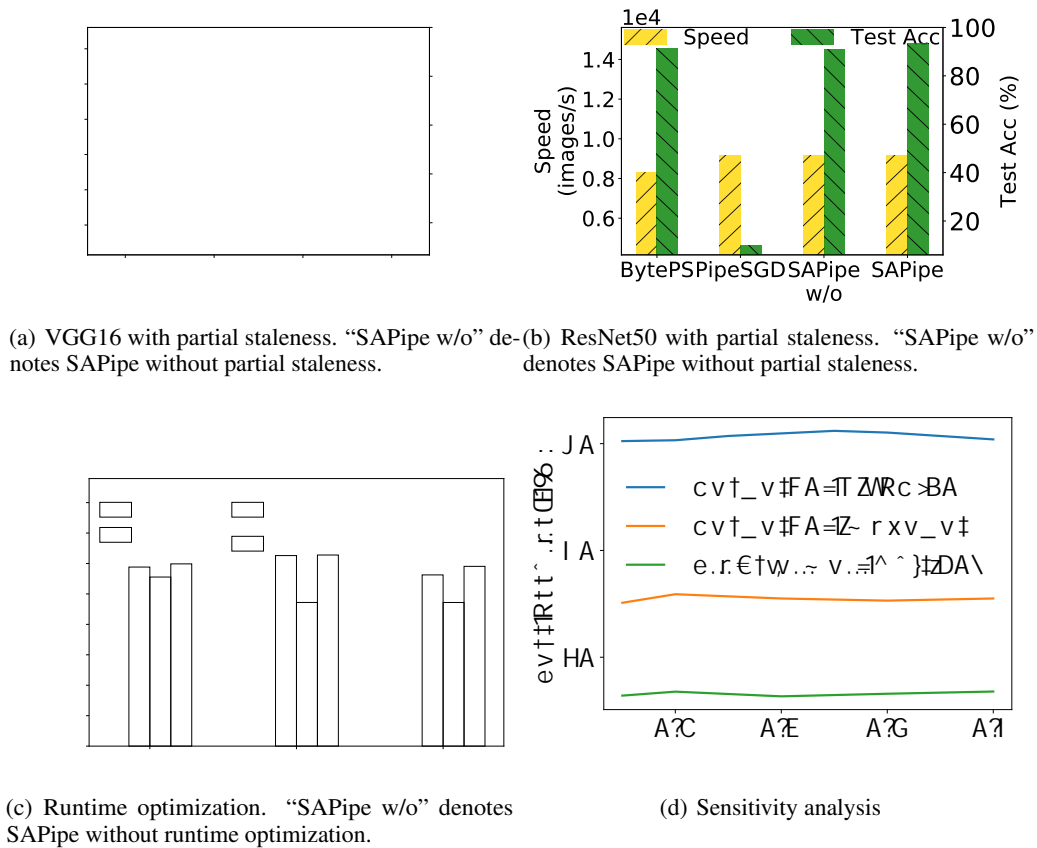 1e4
Speed
Test Acc
1.4
1.2
1.0
0.8
0.6
Speed
(images/s)
100
80
60
40
20
Test Acc (%)
BytePS PipeSGD SAPipe SAPipe
w/o
(a) VGG16 with partial staleness. “SAPipe w/o” de-
notes SAPipe without partial staleness.
(b) ResNet50 with partial staleness. “SAPipe w/o”
denotes SAPipe without partial staleness.
JA
IA
HA
A?C A?E A?G A?I
(c) Runtime optimization. “SAPipe w/o” denotes
SAPipe without runtime optimization.
(d) Sensitivity analysis